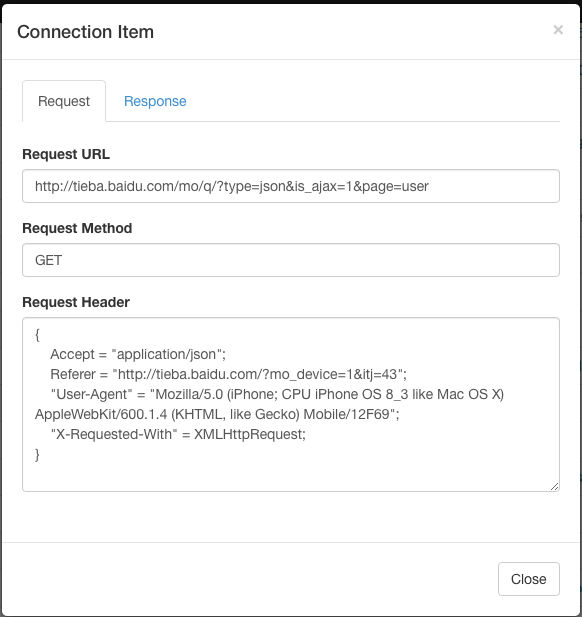 Connection Item
×
Request Response
Request URL
http://tieba.baidu.com/mo/q/?type=json&is_ajax=1&page=user
Request Method
GET
Request Header
{
Accept = "application/json";
Referer = "http://tieba.baidu.com/?mo_device=1&itj=43";
"User-Agent" = "Mozilla/5.0 (iPhone; CPU iPhone OS 8_3 like Mac OS X)
AppleWebKit/600.1.4 (KHTML, like Gecko) Mobile/12F69";
"X-Requested-With" = XMLHttpRequest;
}
Close